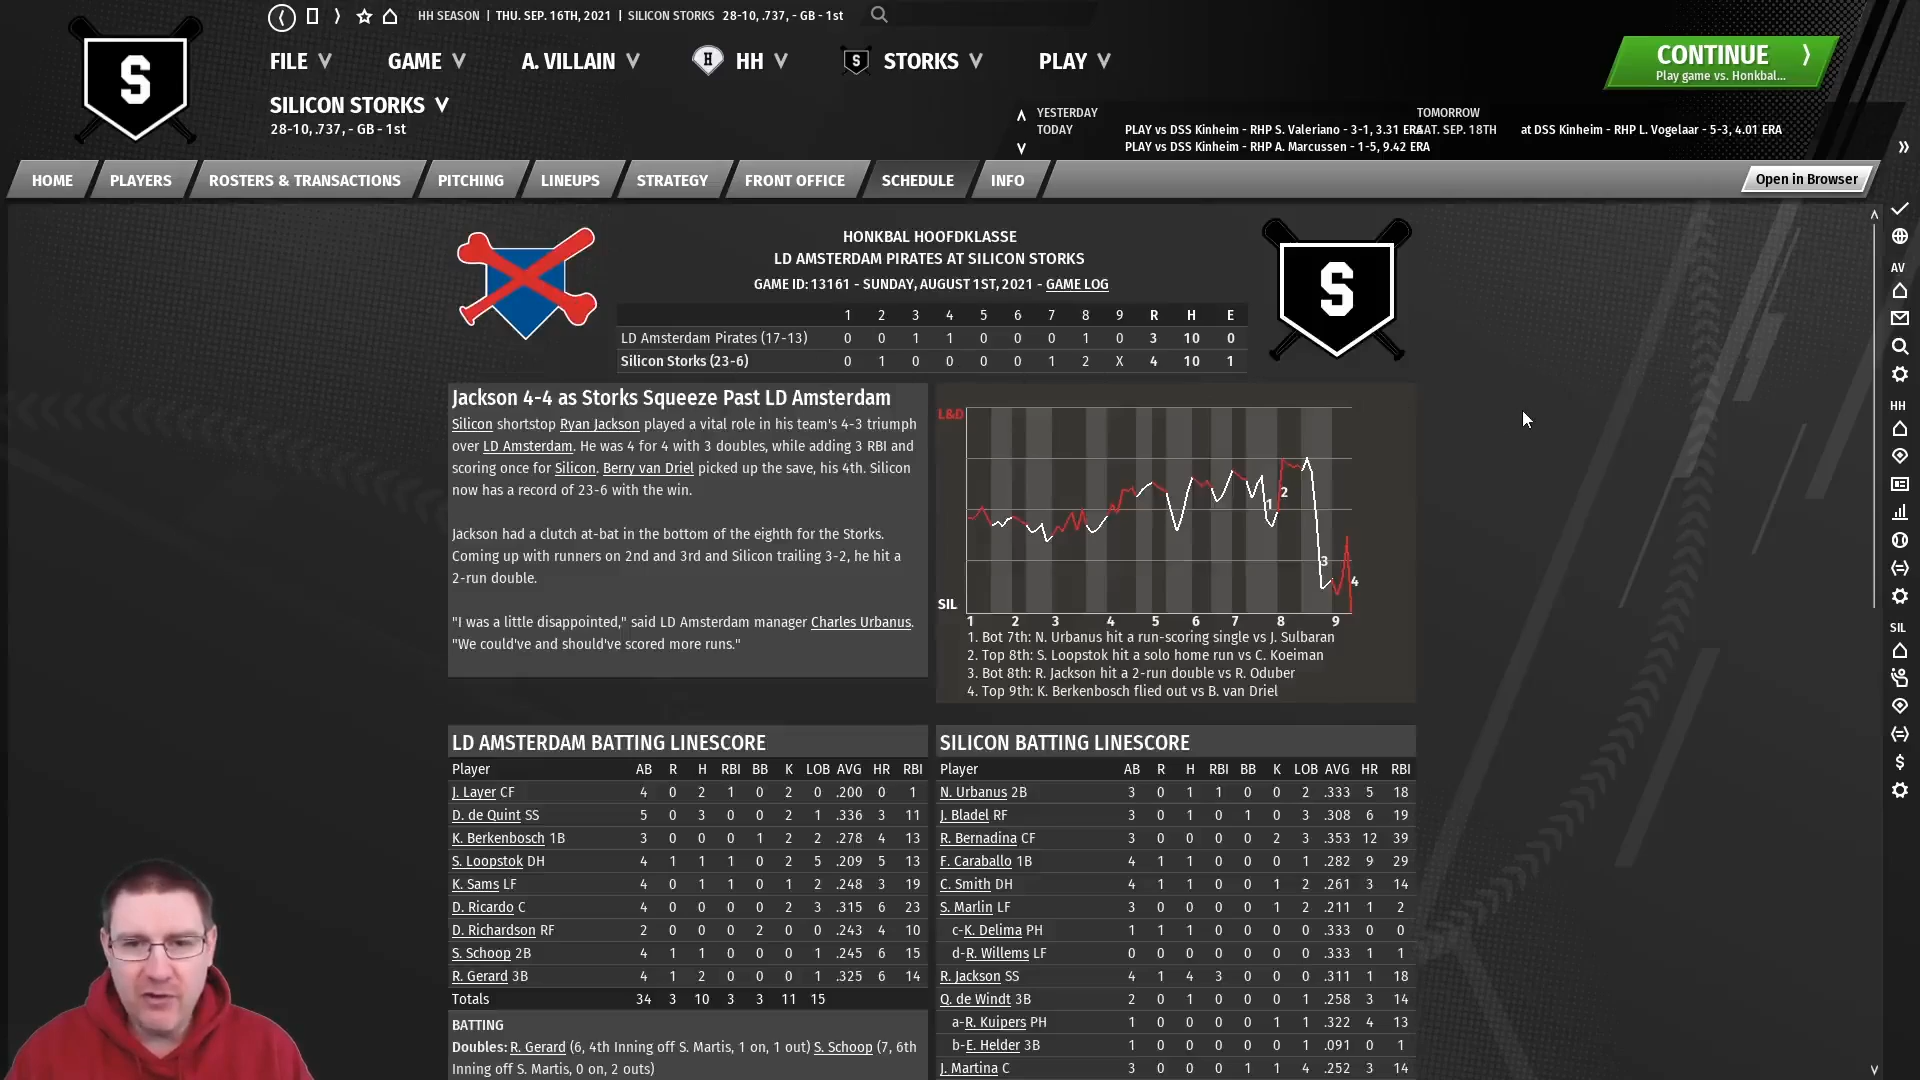 HH SEASON | THU. SEP. 16TH, 2021 | SILICON STORKS 28-10, .737, - GB - 1st
S
FILE GAME A. VILLAIN H HH S STORKS PLAY
CONTINUE
Play game vs. Honkbal...
SILICON STORKS
28-10, .737, - GB - 1st
YESTERDAY TOMORROW
TODAY PLAY vs DSS Kinheim - RHP S. Valeriano - 3-1, 3.31 ERA SAT. SEP. 18TH at DSS Kinheim - RHP L. Vogelaar - 5-3, 4.01 ERA
PLAY vs DSS Kinheim - RHP A. Marcussen - 1-5, 9.42 ERA
HOME PLAYERS ROSTERS & TRANSACTIONS PITCHING LINEUPS STRATEGY FRONT OFFICE SCHEDULE INFO Open in Browser
HONKBAL HOOFDKLASSE
LD AMSTERDAM PIRATES AT SILICON STORKS
GAME ID: 13161 - SUNDAY, AUGUST 1ST, 2021 - GAME LOG
1 2 3 4 5 6 7 8 9 R H E
LD Amsterdam Pirates (17-13) 0 0 1 1 0 0 0 1 0 3 10 0
Silicon Storks (23-6) 0 1 0 0 0 0 1 2 X 4 10 1
S
Jackson 4-4 as Storks Squeeze Past LD Amsterdam
Silicon shortstop Ryan Jackson played a vital role in his team's 4-3 triumph
over LD Amsterdam. He was 4 for 4 with 3 doubles, while adding 3 RBI and
scoring once for Silicon. Berry van Driel picked up the save, his 4th. Silicon
now has a record of 23-6 with the win.
Jackson had a clutch at-bat in the bottom of the eighth for the Storks.
Coming up with runners on 2nd and 3rd and Silicon trailing 3-2, he hit a
2-run double.
"I was a little disappointed," said LD Amsterdam manager Charles Urbanus.
"We could've and should've scored more runs."
L&D
2
1
3
4
SIL
1 2 3 4 5 6 7 8 9
1. Bot 7th: N. Urbanus hit a run-scoring single vs J. Sulbaran
2. Top 8th: S. Loopstok hit a solo home run vs C. Koeiman
3. Bot 8th: R. Jackson hit a 2-run double vs R. Oduber
4. Top 9th: K. Berkenbosch flied out vs B. van Driel
LD AMSTERDAM BATTING LINESCORE
Player AB R H RBI BB K LOB AVG HR RBI
J. Layer CF 4 0 2 1 0 2 0 .200 0 1
D. de Quint SS 5 0 3 0 0 2 1 .336 3 11
K. Berkenbosch 1B 3 0 0 0 1 2 2 .278 4 13
S. Loopstok DH 4 1 1 1 0 2 5 .209 5 13
K. Sams LF 4 0 1 1 0 1 2 .248 3 19
D. Ricardo C 4 0 0 0 0 2 3 .315 6 23
D. Richardson RF 2 0 0 0 2 0 0 .243 4 10
S. Schoop 2B 4 1 1 0 0 0 1 .245 6 15
R. Gerard 3B 4 1 2 0 0 0 1 .325 6 14
Totals 34 3 10 3 3 11 15
BATTING
Doubles: R. Gerard (6, 4th Inning off S. Martis, 1 on, 1 out) S. Schoop (7, 6th
Inning off S. Martis, 0 on, 2 outs)
SILICON BATTING LINESCORE
Player AB R H RBI BB K LOB AVG HR RBI
N. Urbanus 2B 3 0 1 1 0 0 2 .333 5 18
J. Bladel RF 3 0 1 0 1 0 3 .308 6 19
R. Bernadina CF 3 0 0 0 0 2 3 .353 12 39
F. Caraballo 1B 4 1 1 0 0 0 1 .282 9 29
C. Smith DH 4 1 1 0 0 1 2 .261 3 14
S. Marlin LF 3 0 0 0 0 1 2 .211 1 2
c-K. Delima PH 1 1 1 0 0 0 0 .333 0 0
d-R. Willems LF 0 0 0 0 0 0 0 .333 1 1
R. Jackson SS 4 1 4 3 0 0 0 .311 1 18
Q. de Windt 3B 2 0 1 0 0 0 1 .258 3 14
a-R. Kuipers PH 1 0 0 0 0 1 1 .322 4 13
b-E. Helder 3B 1 0 0 0 0 0 1 .091 0 1
J. Martina C 3 0 0 0 1 1 4 .252 3 14
AV
HH
SIL
$